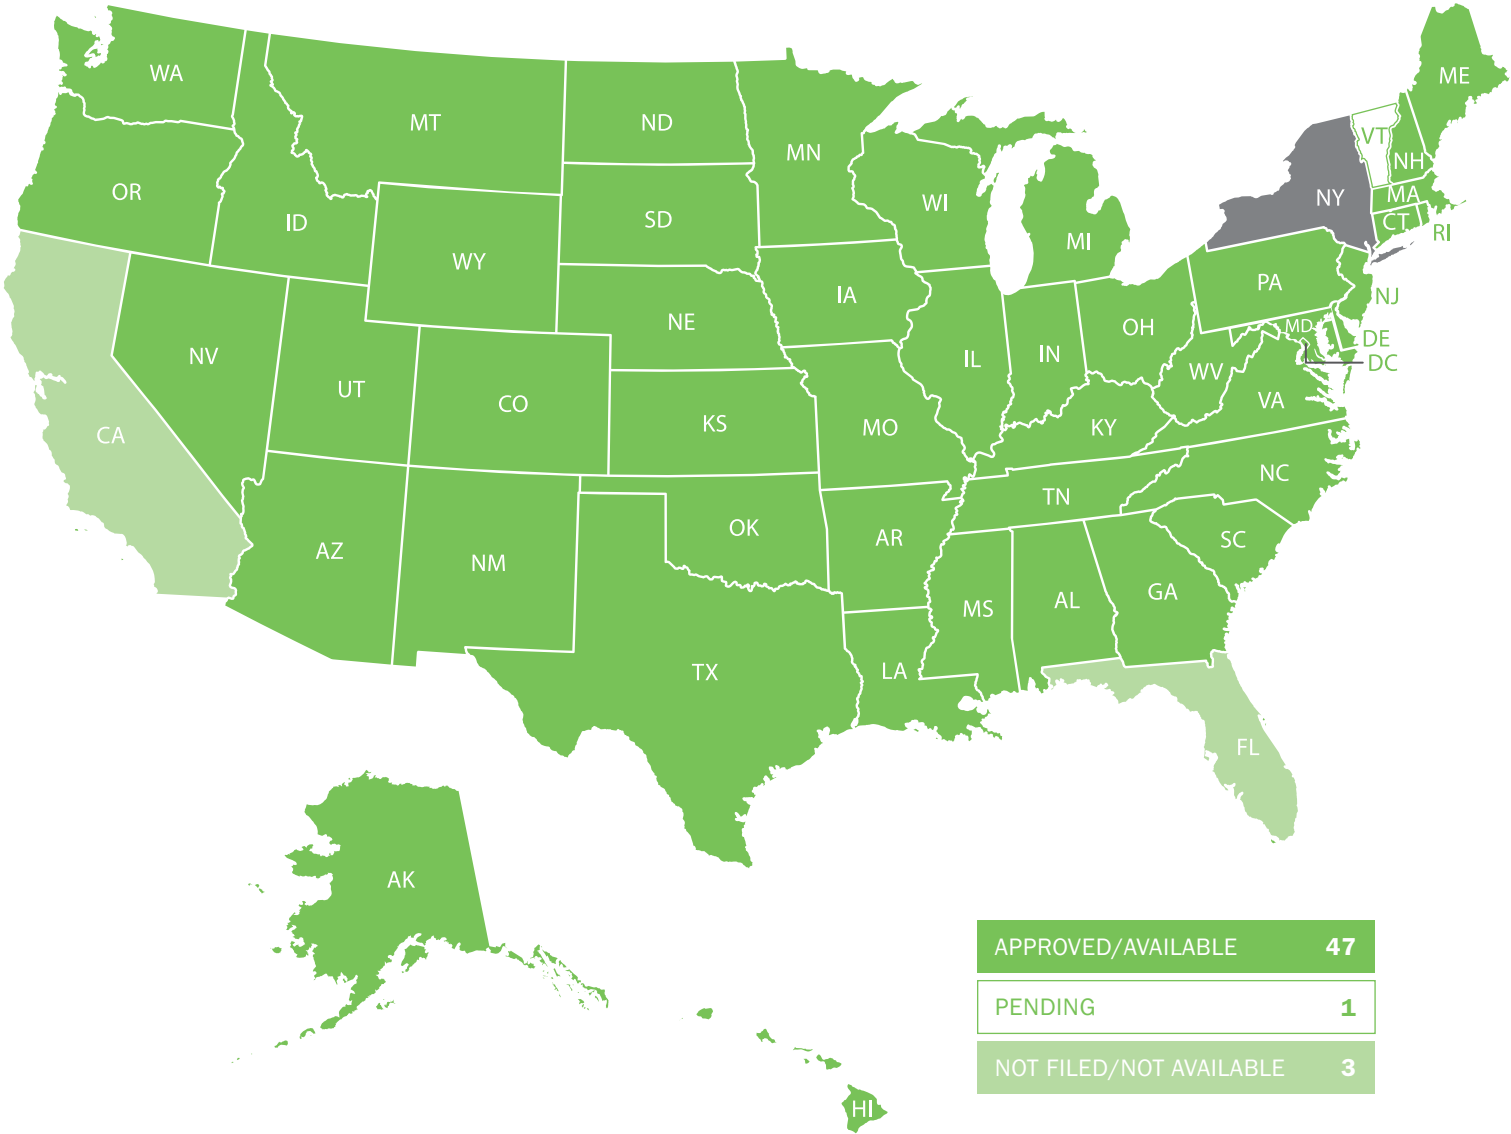 WA
ME
MT
ND
VT
MN
NH
OR
NY
MA
WI
SD
ID
CT
RI
MI
WY
PA
IA
NJ
NE
MD
OH
DE
NV
IN
IL
DC
WV
UT
VA
CO
KS
MO
KY
CA
NC
TN
OK
AR
SC
AZ
NM
GA
AL
MS
TX
LA
FL
AK
HI
APPROVED/AVAILABLE 47
PENDING 1
NOT FILED/NOT AVAILABLE 3